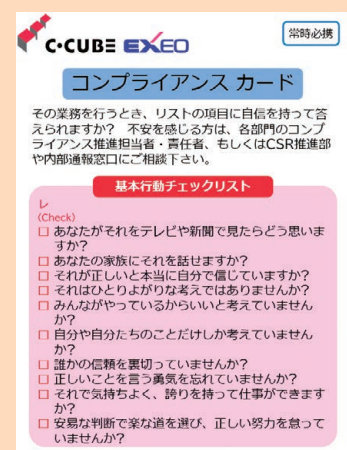 C·CUBE EXEO
常時必携
コンプライアンス カード
その業務を行うとき、リストの項目に自信を持って答
えられますか？ 不安を感じる方は、各部門のコンプ
ライアンス推進担当者・責任者、もしくはCSR推進部
や内部通報窓口にご相談下さい。
基本行動チェックリスト
レ
(Check)
□ あなたがそれをテレビや新聞で見たらどう思いま
すか？
□ あなたの家族にそれを話せますか？
□ それが正しいと本当に自分で信じていますか？
□ それはひとりよがりな考えではありませんか？
□ みんながやっているからいいと考えていません
か？
□ 自分や自分たちのことだけしか考えていません
か？
□ 誰かの信頼を裏切っていませんか？
□ 正しいことを言う勇気を忘れていませんか？
□ それで気持ちよく、誇りを持って仕事ができます
か？
□ 安易な判断で楽な道を選び、正しい努力を怠って
いませんか？